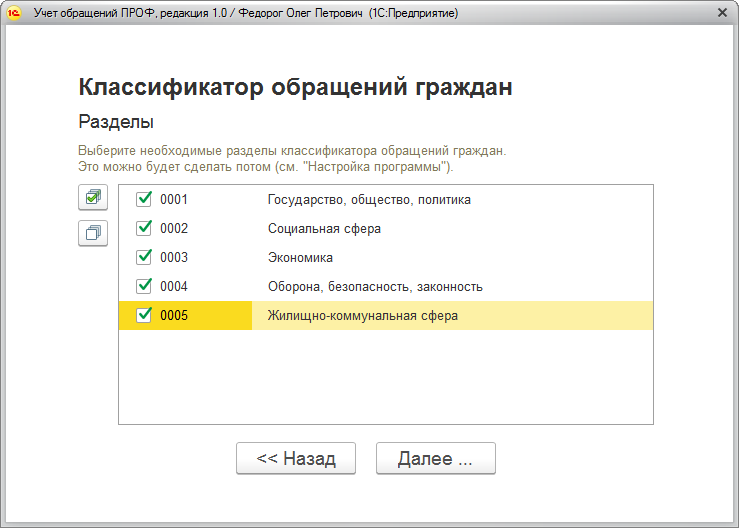 1С Учет обращений ПРОФ, редакция 1.0 / Федорог Олег Петрович (1С:Предприятие)
Классификатор обращений граждан
Разделы
Выберите необходимые разделы классификатора обращений граждан.
Это можно будет сделать потом (см. "Настройка программы").
0001 Государство, общество, политика
0002 Социальная сфера
0003 Экономика
0004 Оборона, безопасность, законность
0005 Жилищно-коммунальная сфера
<< Назад Далее ...